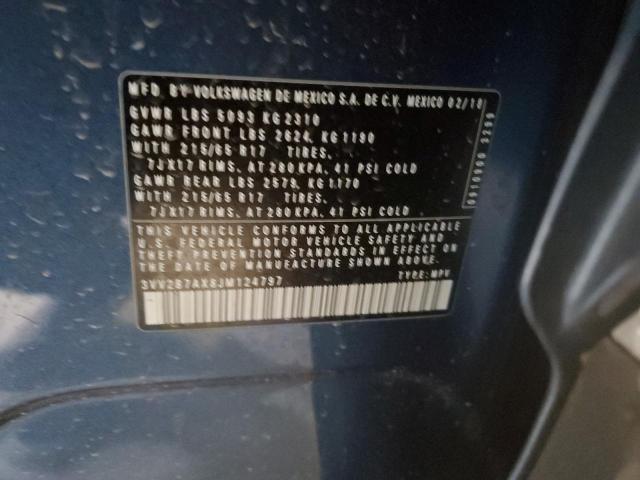 MFD. BY VOLKSWAGEN DE MEXICO S.A. DE C.V. MEXICO 02/18
GVWR LBS 5093 KG 2310
GAWR FRONT LBS 2624, KG 1190
WITH 215/65 R17 TIRES.
7JX17 RIMS, AT 280 KPA, 41 PSI COLD
GAWR REAR LBS 2579, KG 1170
WITH 215/65 R17 TIRES.
7JX17 RIMS, AT 280 KPA, 41 PSI COLD
THIS VEHICLE CONFORMS TO ALL APPLICABLE
U.S. FEDERAL MOTOR VEHICLE SAFETY AND
THEFT PREVENTION STANDARDS IN EFFECT ON
THE DATE OF MANUFACTURE SHOWN ABOVE.
3VV2B7AX8JM124797 TYPE: MPV